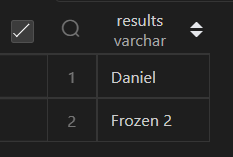 results
varchar
1 Daniel
2 Frozen 2